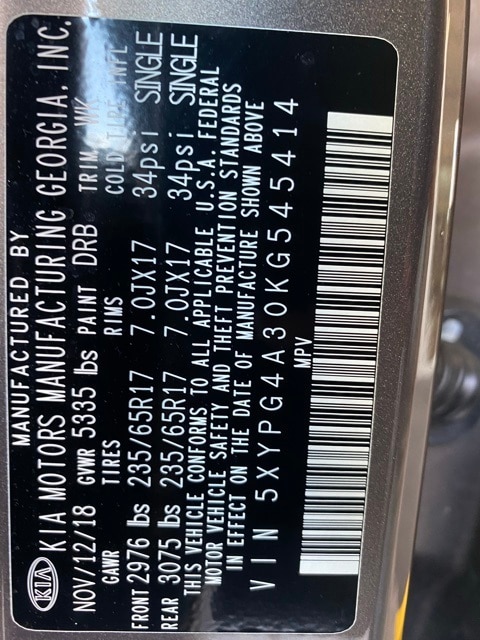 MANUFACTURED BY
KIA KIA MOTORS MANUFACTURING GEORGIA, INC.
NOV/12/18 GVWR 5335 lbs PAINT DRB TRIM WK
GAWR TIRES RIMS COLD TIRE INFL
FRONT 2976 lbs 235/65R17 7.0JX17 34psi SINGLE
REAR 3075 lbs 235/65R17 7.0JX17 34psi SINGLE
THIS VEHICLE CONFORMS TO ALL APPLICABLE U.S.A. FEDERAL
MOTOR VEHICLE SAFETY AND THEFT PREVENTION STANDARDS
IN EFFECT ON THE DATE OF MANUFACTURE SHOWN ABOVE
VIN 5XYPG4A30KG545414
MPV